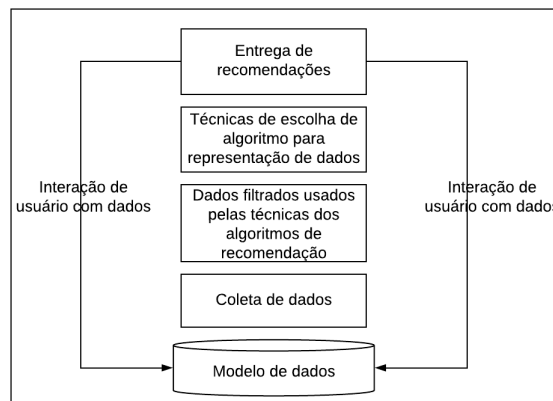 Entrega de
recomendações
Técnicas de escolha de
algoritmo para
representação de dados
Interação de
usuário com dados
Dados filtrados usados
pelas técnicas dos
algoritmos de
recomendação
Interação de
usuário com dados
Coleta de dados
Modelo de dados